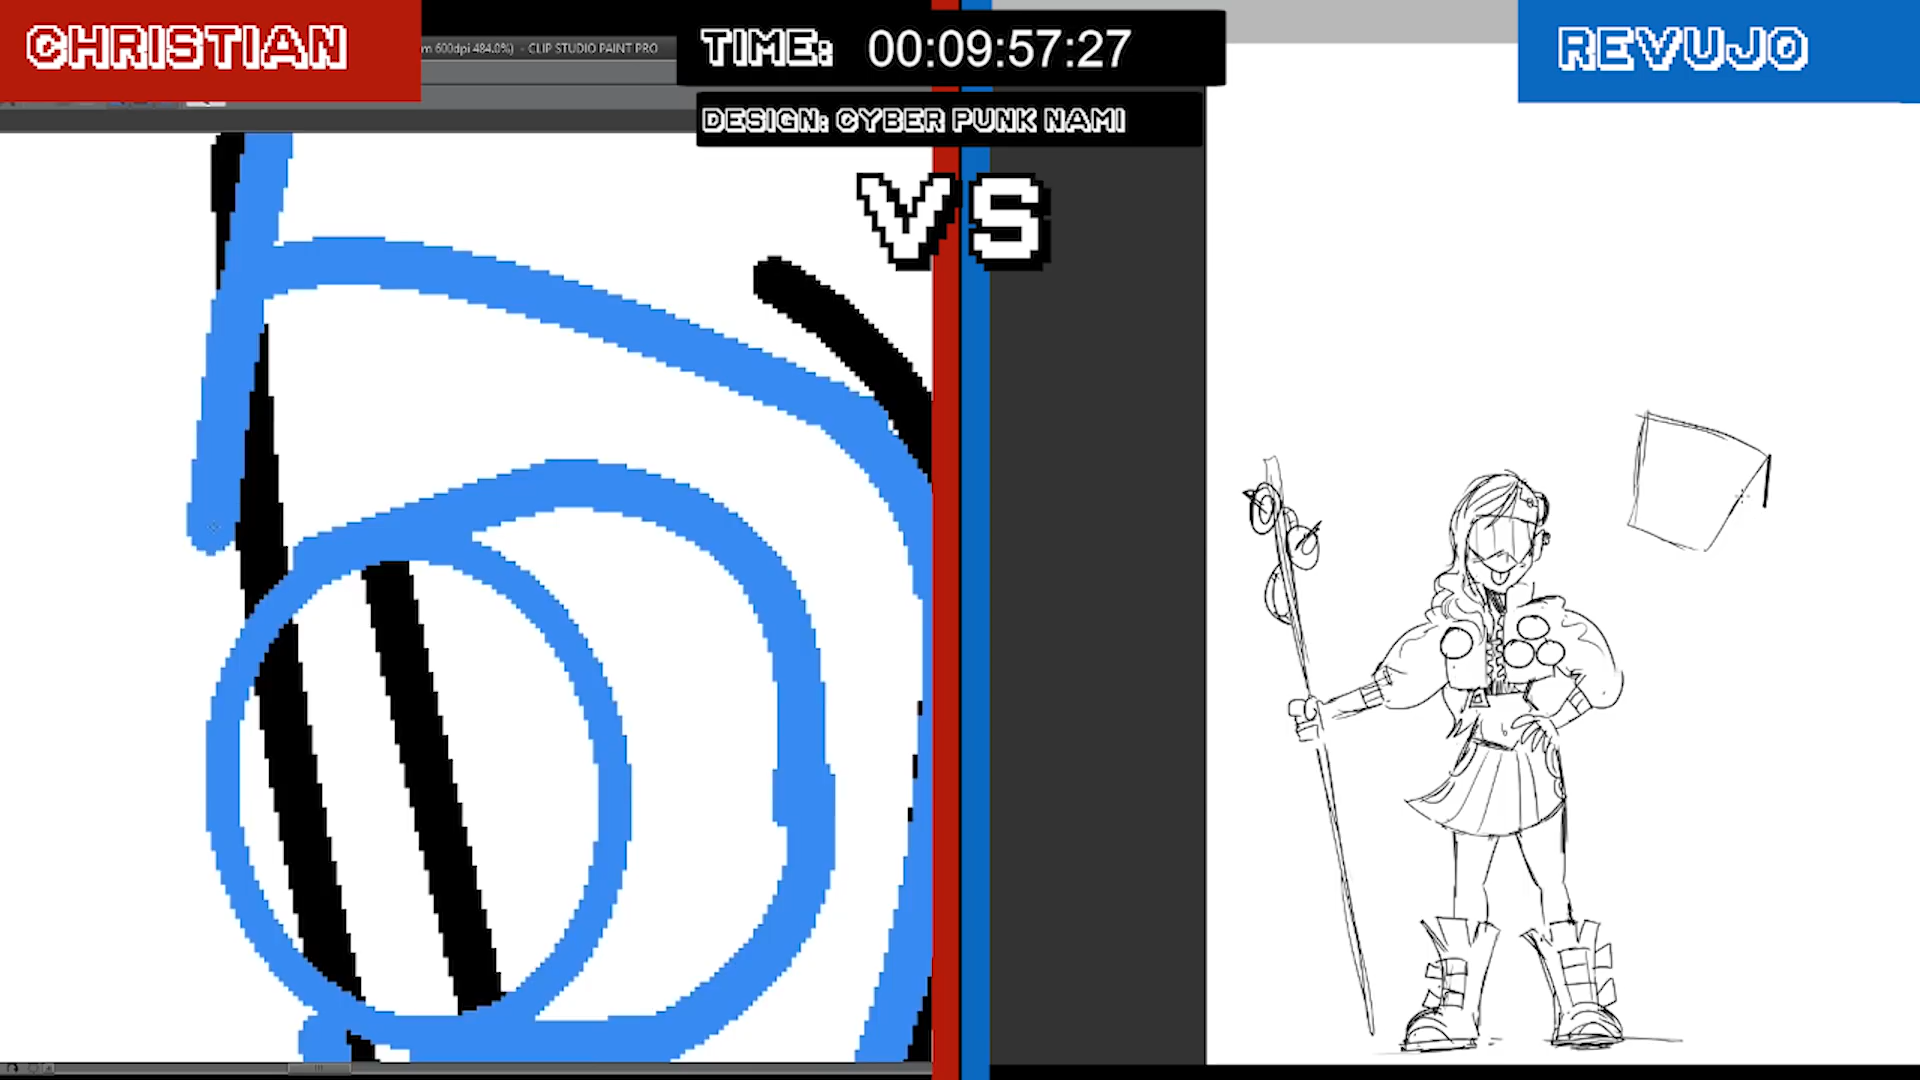 CHRISTIAN
m 600dpi 484.0%) - CLIP STUDIO PAINT PRO
TIME: 00:09:57:27
REVUJO
DESIGN: CYBER PUNK NAMI
VS